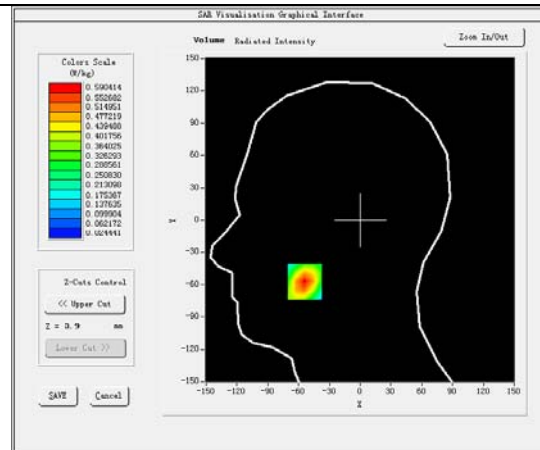 SAR Visualisation Graphical Interface
Volume Radiated Intensity
Zoom In/Out
Colors Scale
(W/kg)
0.590414
0.552682
0.514951
0.477219
0.439488
0.401756
0.364025
0.326293
0.288561
0.250830
0.213098
0.175367
0.137635
0.099904
0.062172
0.024441
Z-Cuts Control
<< Upper Cut
Z = 3.9 mm
Lower Cut >>
SAVE Cancel
150-
120-
90-
60-
30-
0-
-30-
-60-
-90-
-120-
-150-
Y
-150 -120 -90 -60 -30 0 30 60 90 120 150
X